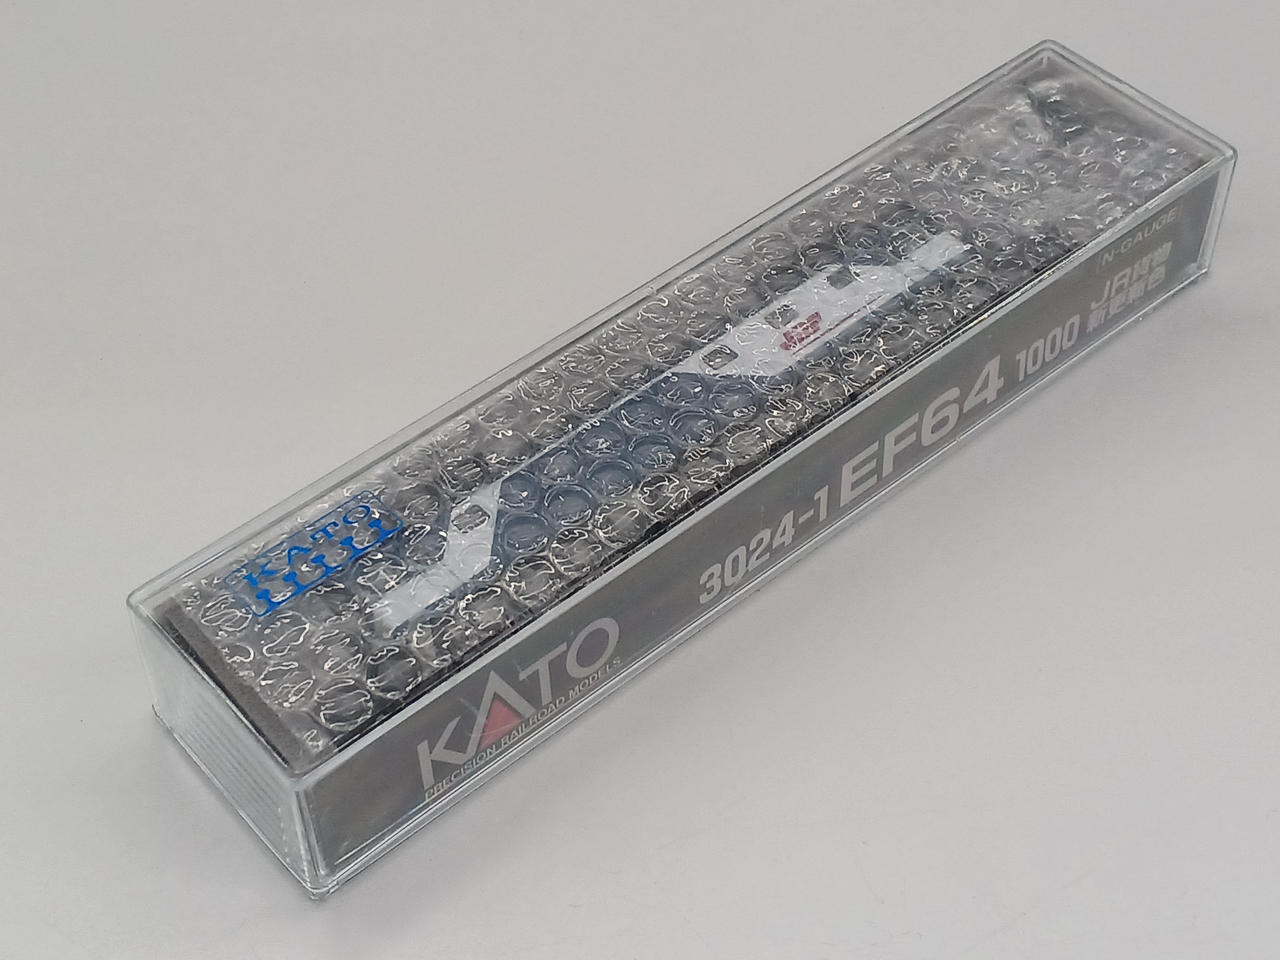 KATO
KATO
PRECISION RAILROAD MODELS
3024-1 EF64 1000
JR貨物
新更新色
N-GAUGE